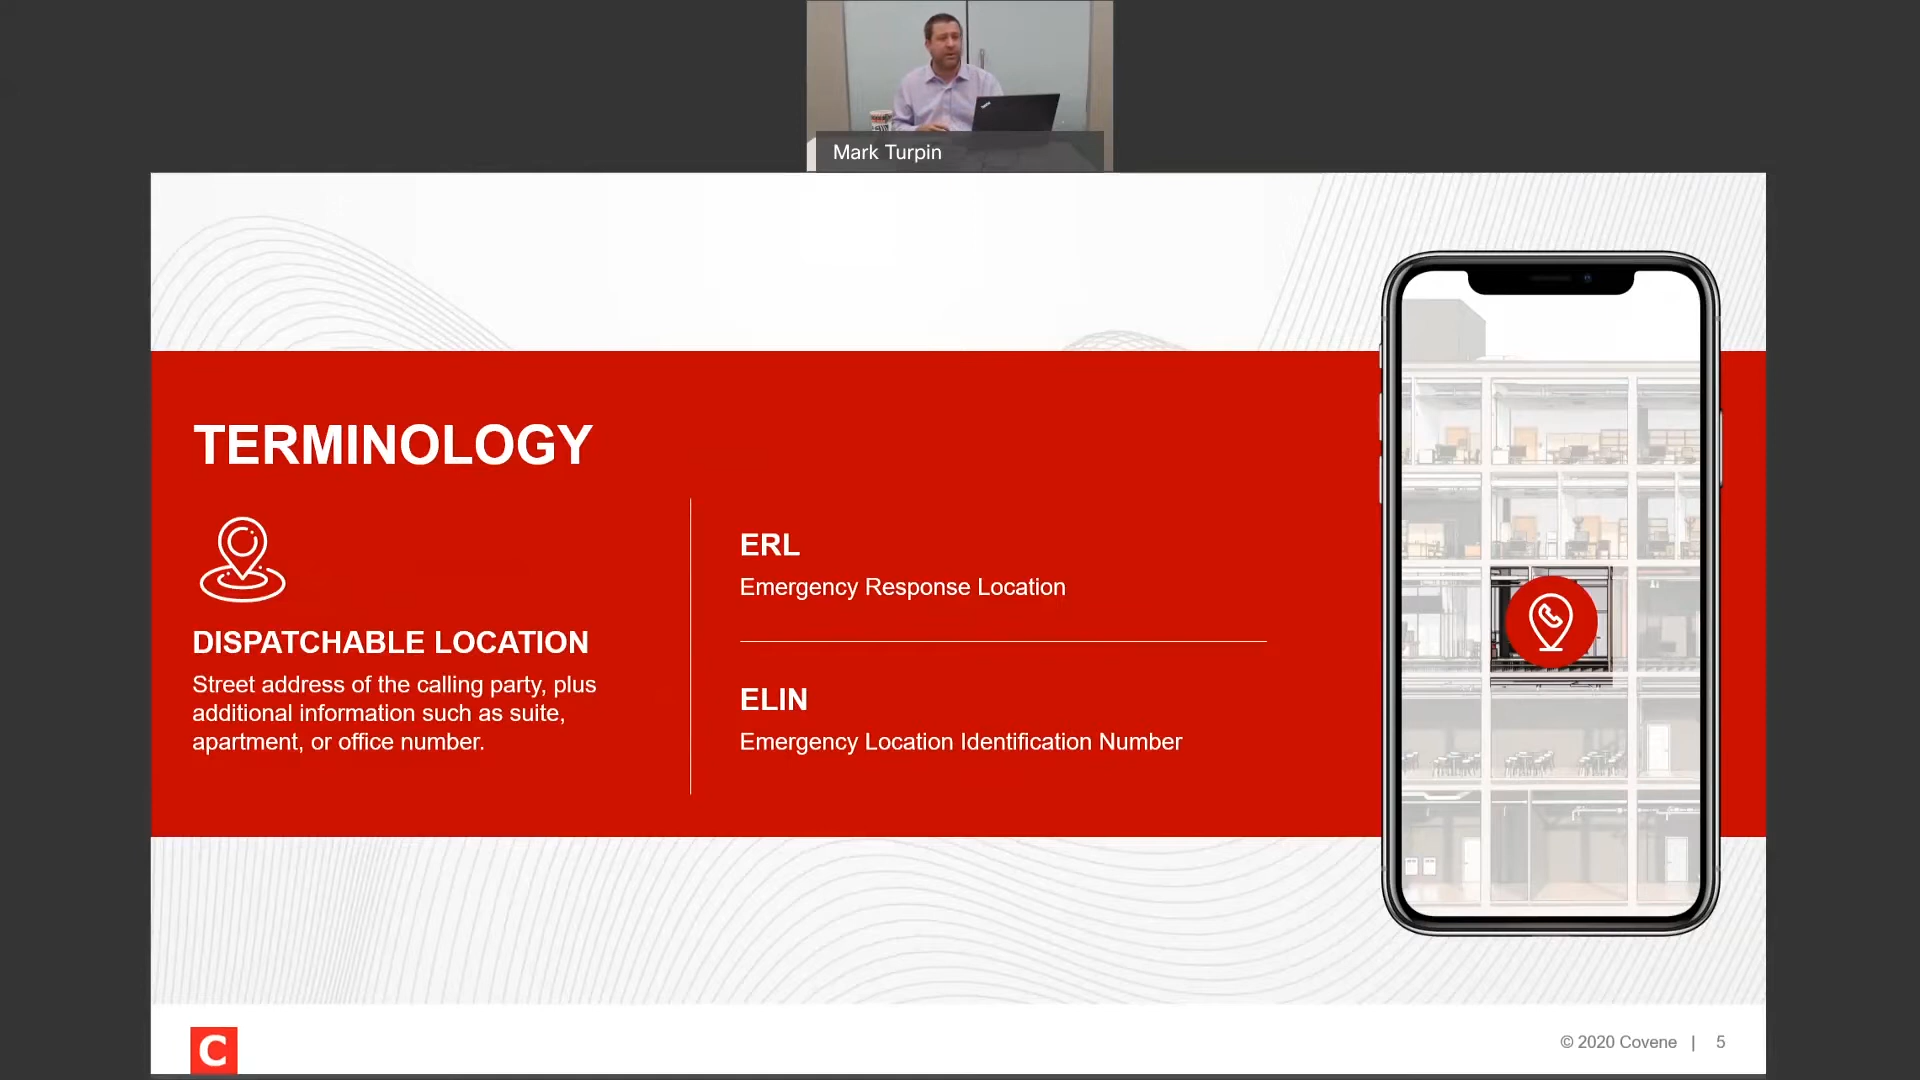 Mark Turpin
TERMINOLOGY
DISPATCHABLE LOCATION
Street address of the calling party, plus
additional information such as suite,
apartment, or office number.
ERL
Emergency Response Location
ELIN
Emergency Location Identification Number
C
© 2020 Covene | 5